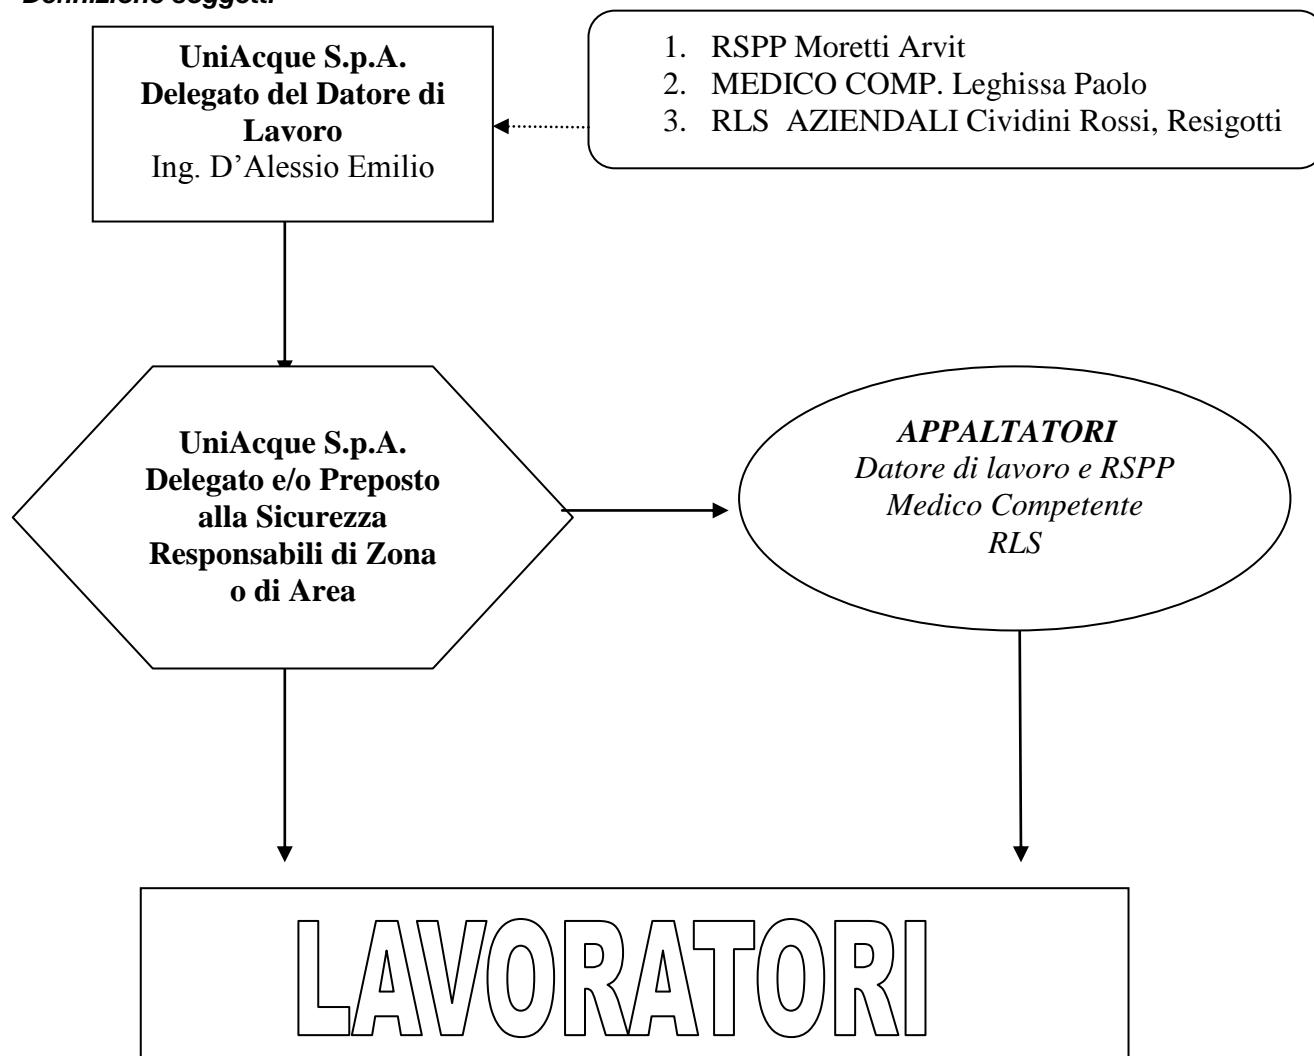 Definizione soggetti
UniAcque S.p.A.
Delegato del Datore di
Lavoro
Ing. D’Alessio Emilio
1. RSPP Moretti Arvit
2. MEDICO COMP. Leghissa Paolo
3. RLS AZIENDALI Cividini Rossi, Resigotti
UniAcque S.p.A.
Delegato e/o Preposto
alla Sicurezza
Responsabili di Zona
o di Area
APPALTATORI
Datore di lavoro e RSPP
Medico Competente
RLS
LAVORATORI